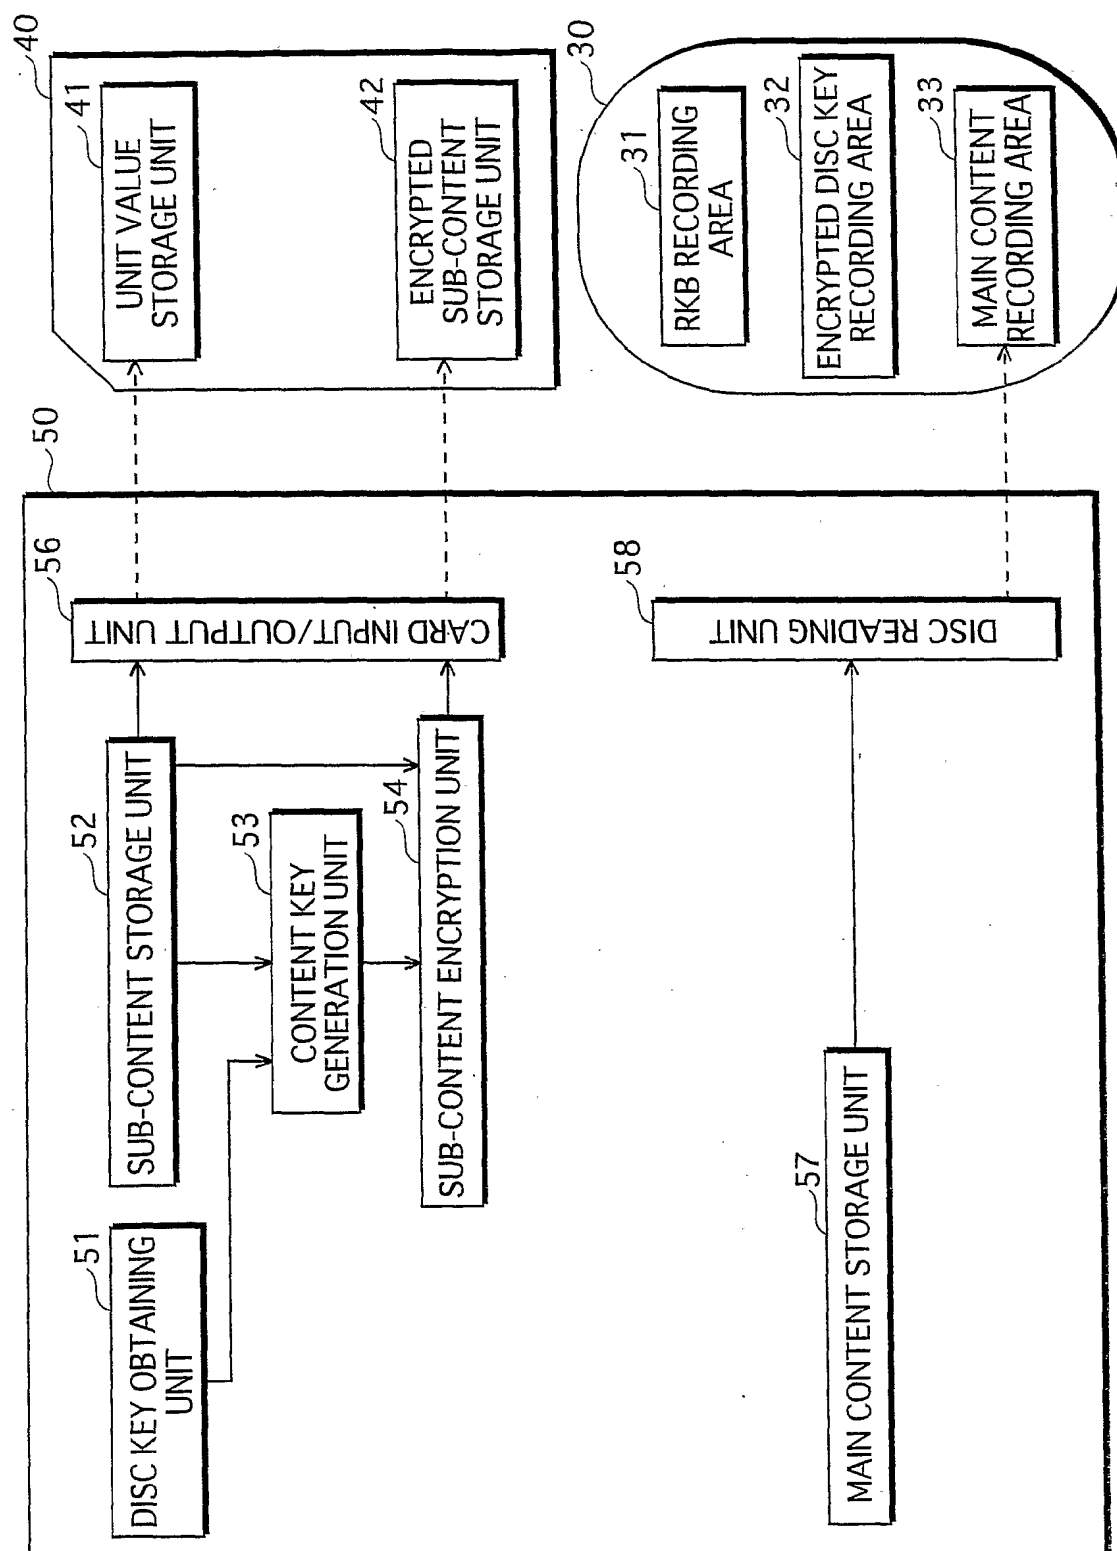 50
51
DISC KEY OBTAINING
UNIT
52
SUB-CONTENT STORAGE UNIT
53
CONTENT KEY
GENERATION UNIT
54
SUB-CONTENT ENCRYPTION UNIT
56
CARD INPUT/OUTPUT UNIT
57
MAIN CONTENT STORAGE UNIT
58
DISC READING UNIT
40
41
UNIT VALUE
STORAGE UNIT
42
ENCRYPTED
SUB-CONTENT
STORAGE UNIT
30
31
RKB RECORDING
AREA
32
ENCRYPTED DISC KEY
RECORDING AREA
33
MAIN CONTENT
RECORDING AREA